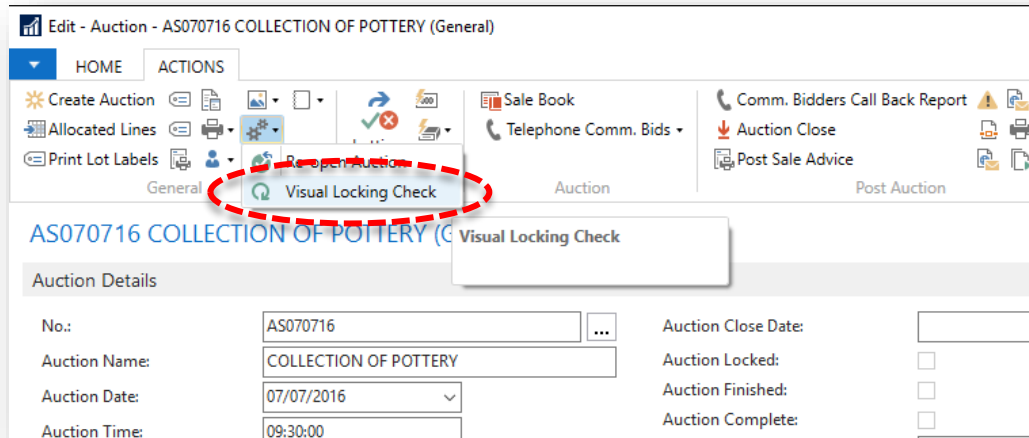 Edit - Auction - AS070716 COLLECTION OF POTTERY (General)
HOME ACTIONS
Create Auction
Allocated Lines
Print Lot Labels
General
Re-open Auction
Visual Locking Check
Sale Book
Telephone Comm. Bids
Auction
Comm. Bidders Call Back Report
Auction Close
Post Sale Advice
Post Auction
AS070716 COLLECTION OF POTTERY (G
Visual Locking Check
Auction Details
No.: AS070716 ... Auction Close Date:
Auction Name: COLLECTION OF POTTERY Auction Locked:
Auction Date: 07/07/2016 Auction Finished:
Auction Time: 09:30:00 Auction Complete: